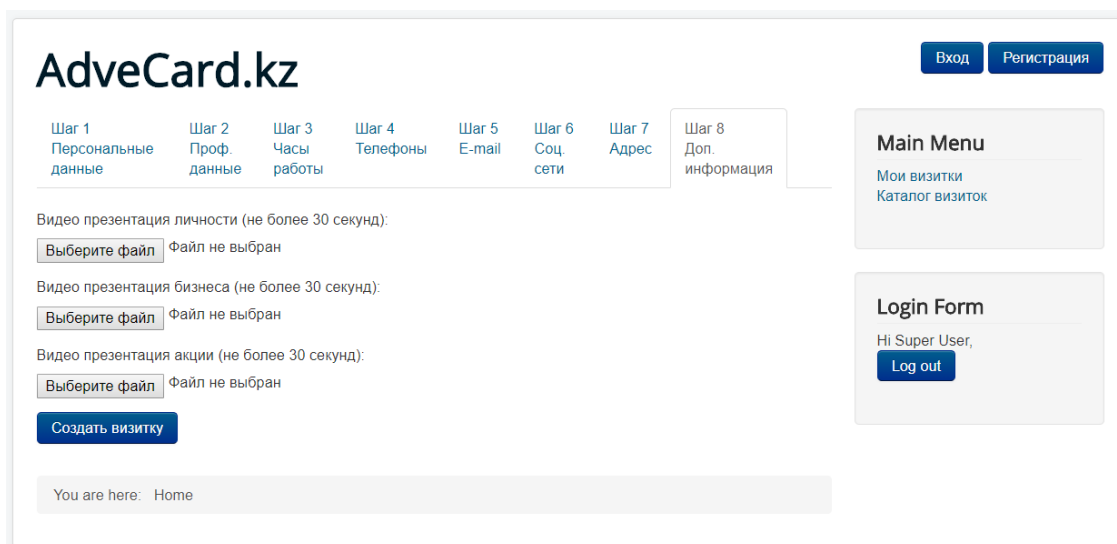 AdveCard.kz
Вход
Регистрация
Шаг 1
Персональные
данные
Шаг 2
Проф.
данные
Шаг 3
Часы
работы
Шаг 4
Телефоны
Шаг 5
E-mail
Шаг 6
Соц.
сети
Шаг 7
Адрес
Шаг 8
Доп.
информация
Видео презентация личности (не более 30 секунд):
Выберите файл Файл не выбран
Видео презентация бизнеса (не более 30 секунд):
Выберите файл Файл не выбран
Видео презентация акции (не более 30 секунд):
Выберите файл Файл не выбран
Создать визитку
You are here: Home
Main Menu
Мои визитки
Каталог визиток
Login Form
Hi Super User,
Log out